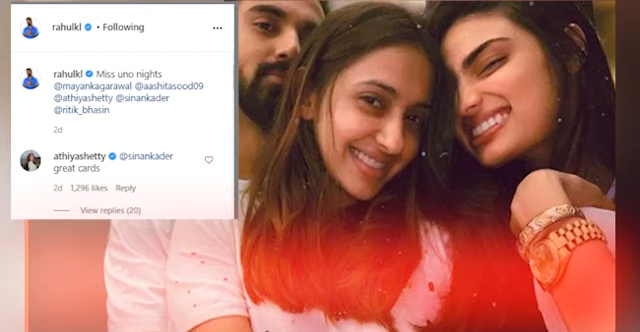 rahulkl • Following
...
rahulkl Miss uno nights
@mayankagarawal @aashitasood09
@athiyashetty @sinankader
@ritik_bhasin
2d
athiyashetty @sinankader
great cards
2d 1,296 likes Reply
View replies (20)